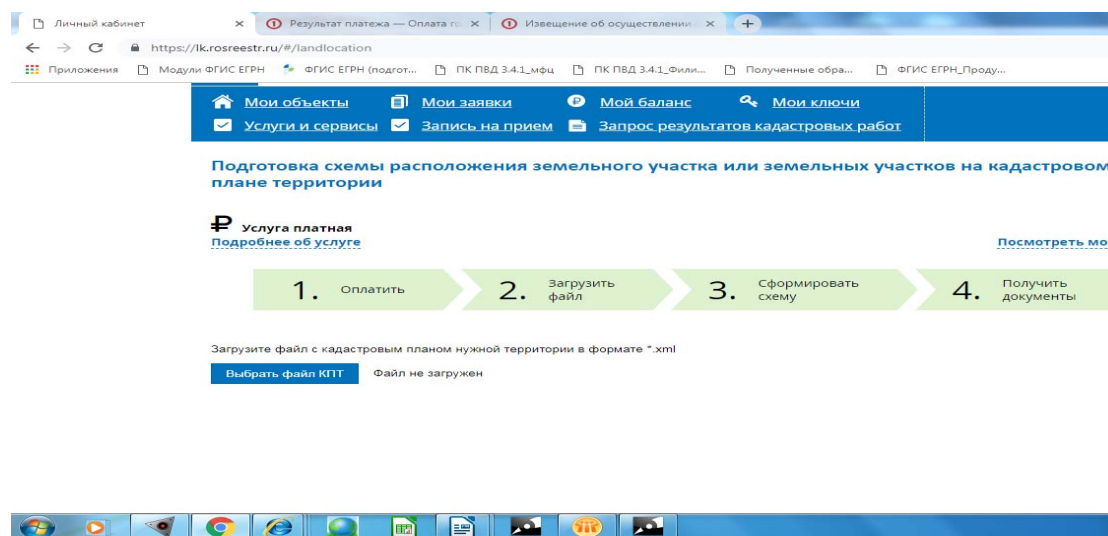 Личный кабинет
Результат платежа — Оплата го
Извещение об осуществлении
https://lk.rosreestr.ru/#/landlocation
Приложения Модули ФГИС ЕГРН ФГИС ЕГРН (подгот... ПК ПВД 3.4.1_мфц ПК ПВД 3.4.1_Фили... Полученные обра... ФГИС ЕГРН_Проду...
Мои объекты Мои заявки Мой баланс Мои ключи
Услуги и сервисы Запись на прием Запрос результатов кадастровых работ
Подготовка схемы расположения земельного участка или земельных участков на кадастровом
плане территории
₽ Услуга платная
Подробнее об услуге
Посмотреть мо
1. Оплатить
2. Загрузить
файл
3. Сформировать
схему
4. Получить
документы
Загрузите файл с кадастровым планом нужной территории в формате *.xml
Выбрать файл КПТ Файл не загружен